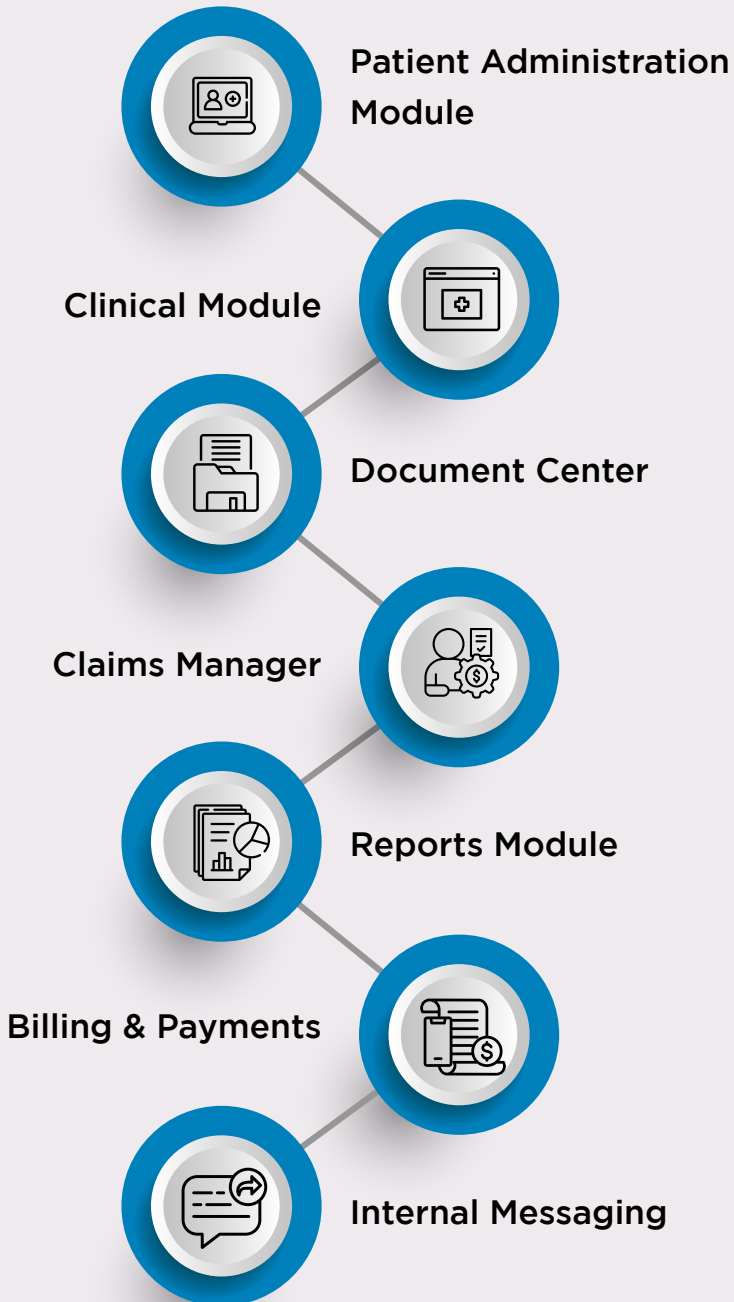 Patient Administration
Module
Clinical Module
Document Center
Claims Manager
Reports Module
Billing & Payments
Internal Messaging